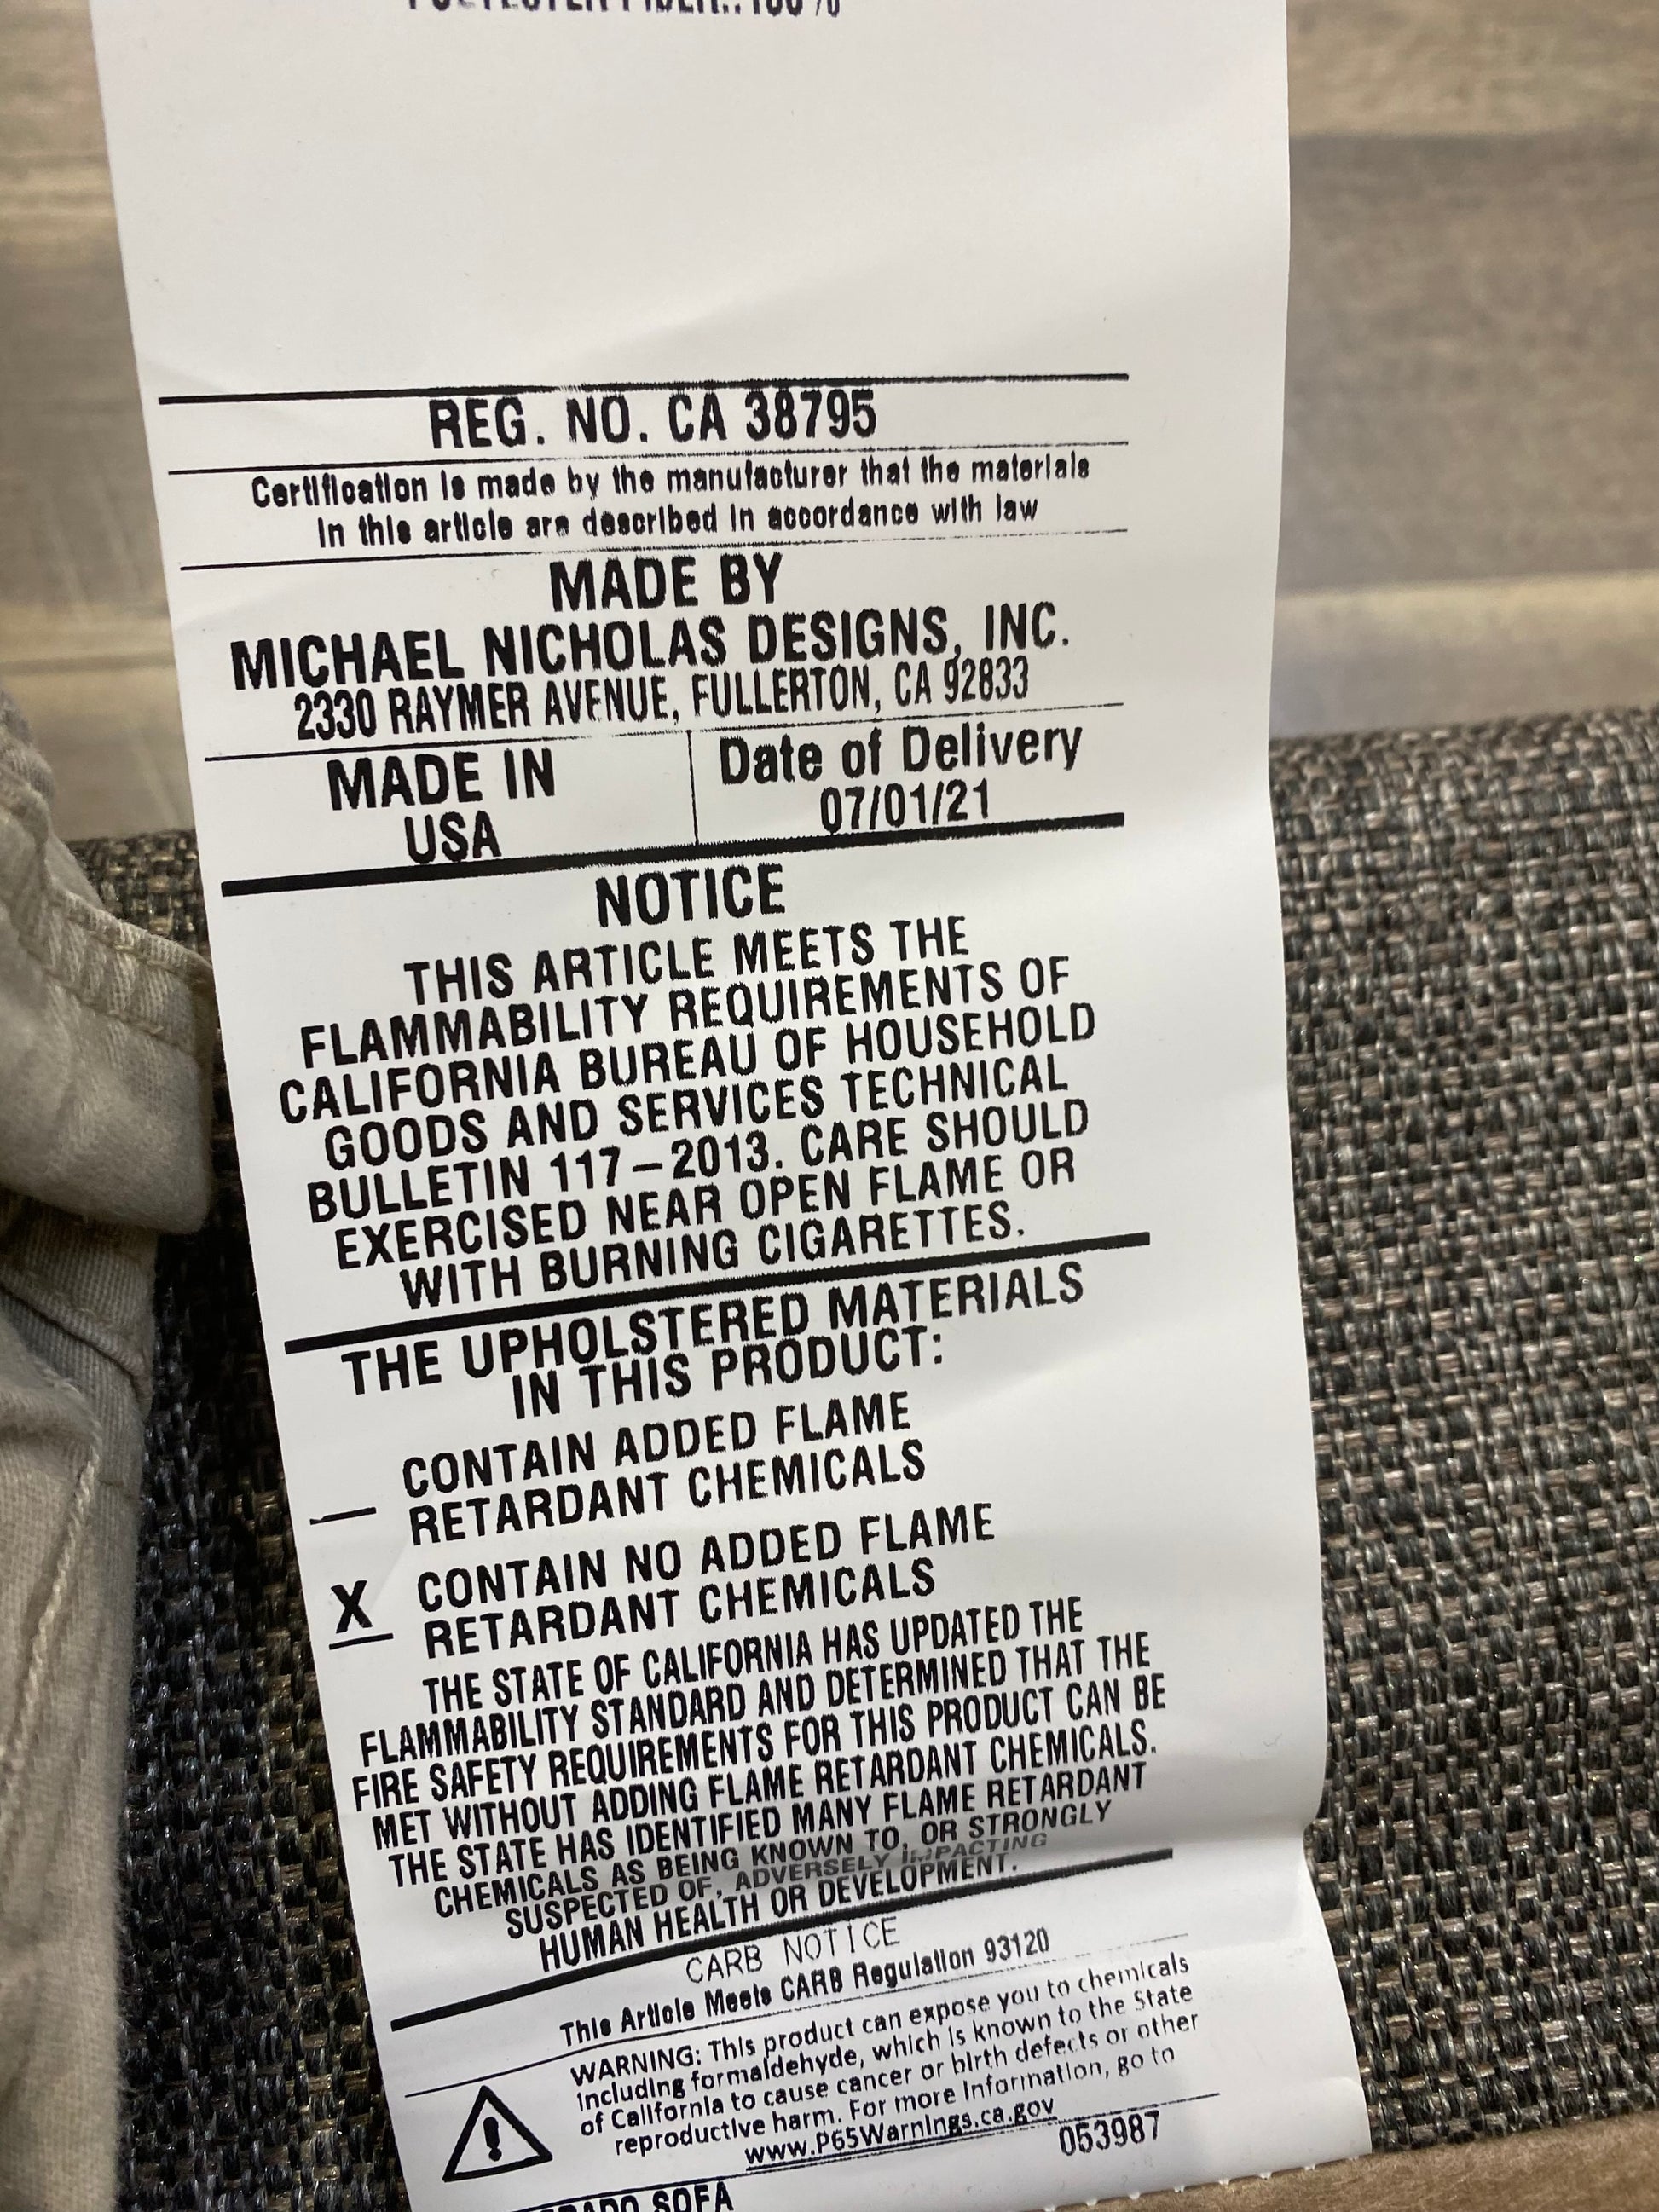 POLYESTER FIBER..100%
REG. NO. CA 38795
Certification is made by the manufacturer that the materials
in this article are described in accordance with law
MADE BY
MICHAEL NICHOLAS DESIGNS, INC.
2330 RAYMER AVENUE, FULLERTON, CA 92833
MADE IN
USA
Date of Delivery
07/01/21
NOTICE
THIS ARTICLE MEETS THE
FLAMMABILITY REQUIREMENTS OF
CALIFORNIA BUREAU OF HOUSEHOLD
GOODS AND SERVICES TECHNICAL
BULLETIN 117-2013. CARE SHOULD
EXERCISED NEAR OPEN FLAME OR
WITH BURNING CIGARETTES.
THE UPHOLSTERED MATERIALS
IN THIS PRODUCT:
_ CONTAIN ADDED FLAME
RETARDANT CHEMICALS
X CONTAIN NO ADDED FLAME
RETARDANT CHEMICALS
THE STATE OF CALIFORNIA HAS UPDATED THE
FLAMMABILITY STANDARD AND DETERMINED THAT THE
FIRE SAFETY REQUIREMENTS FOR THIS PRODUCT CAN BE
MET WITHOUT ADDING FLAME RETARDANT CHEMICALS.
THE STATE HAS IDENTIFIED MANY FLAME RETARDANT
CHEMICALS AS BEING KNOWN TO, OR STRONGLY
SUSPECTED OF, ADVERSELY IMPACTING
HUMAN HEALTH OR DEVELOPMENT.
CARB NOTICE
This Article Meets CARB Regulation 93120
WARNING: This product can expose you to chemicals
including formaldehyde, which is known to the State
of California to cause cancer or birth defects or other
reproductive harm. For more information, go to
www.P65Warnings.ca.gov
053987
SOFA